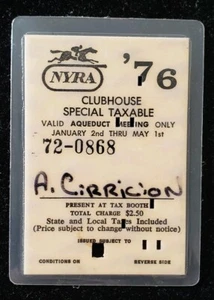 NYRA
'76
CLUBHOUSE
SPECIAL TAXABLE
VALID AQUEDUCT MEETING ONLY
JANUARY 2nd THRU MAY 1st
72-0868
A. CIRRICION
PRESENT AT TAX BOOTH
TOTAL CHARGE $2.50
State and Local Taxes Included
(Price subject to change without notice)
ISSUED SUBJECT TO
CONDITIONS ON REVERSE SIDE